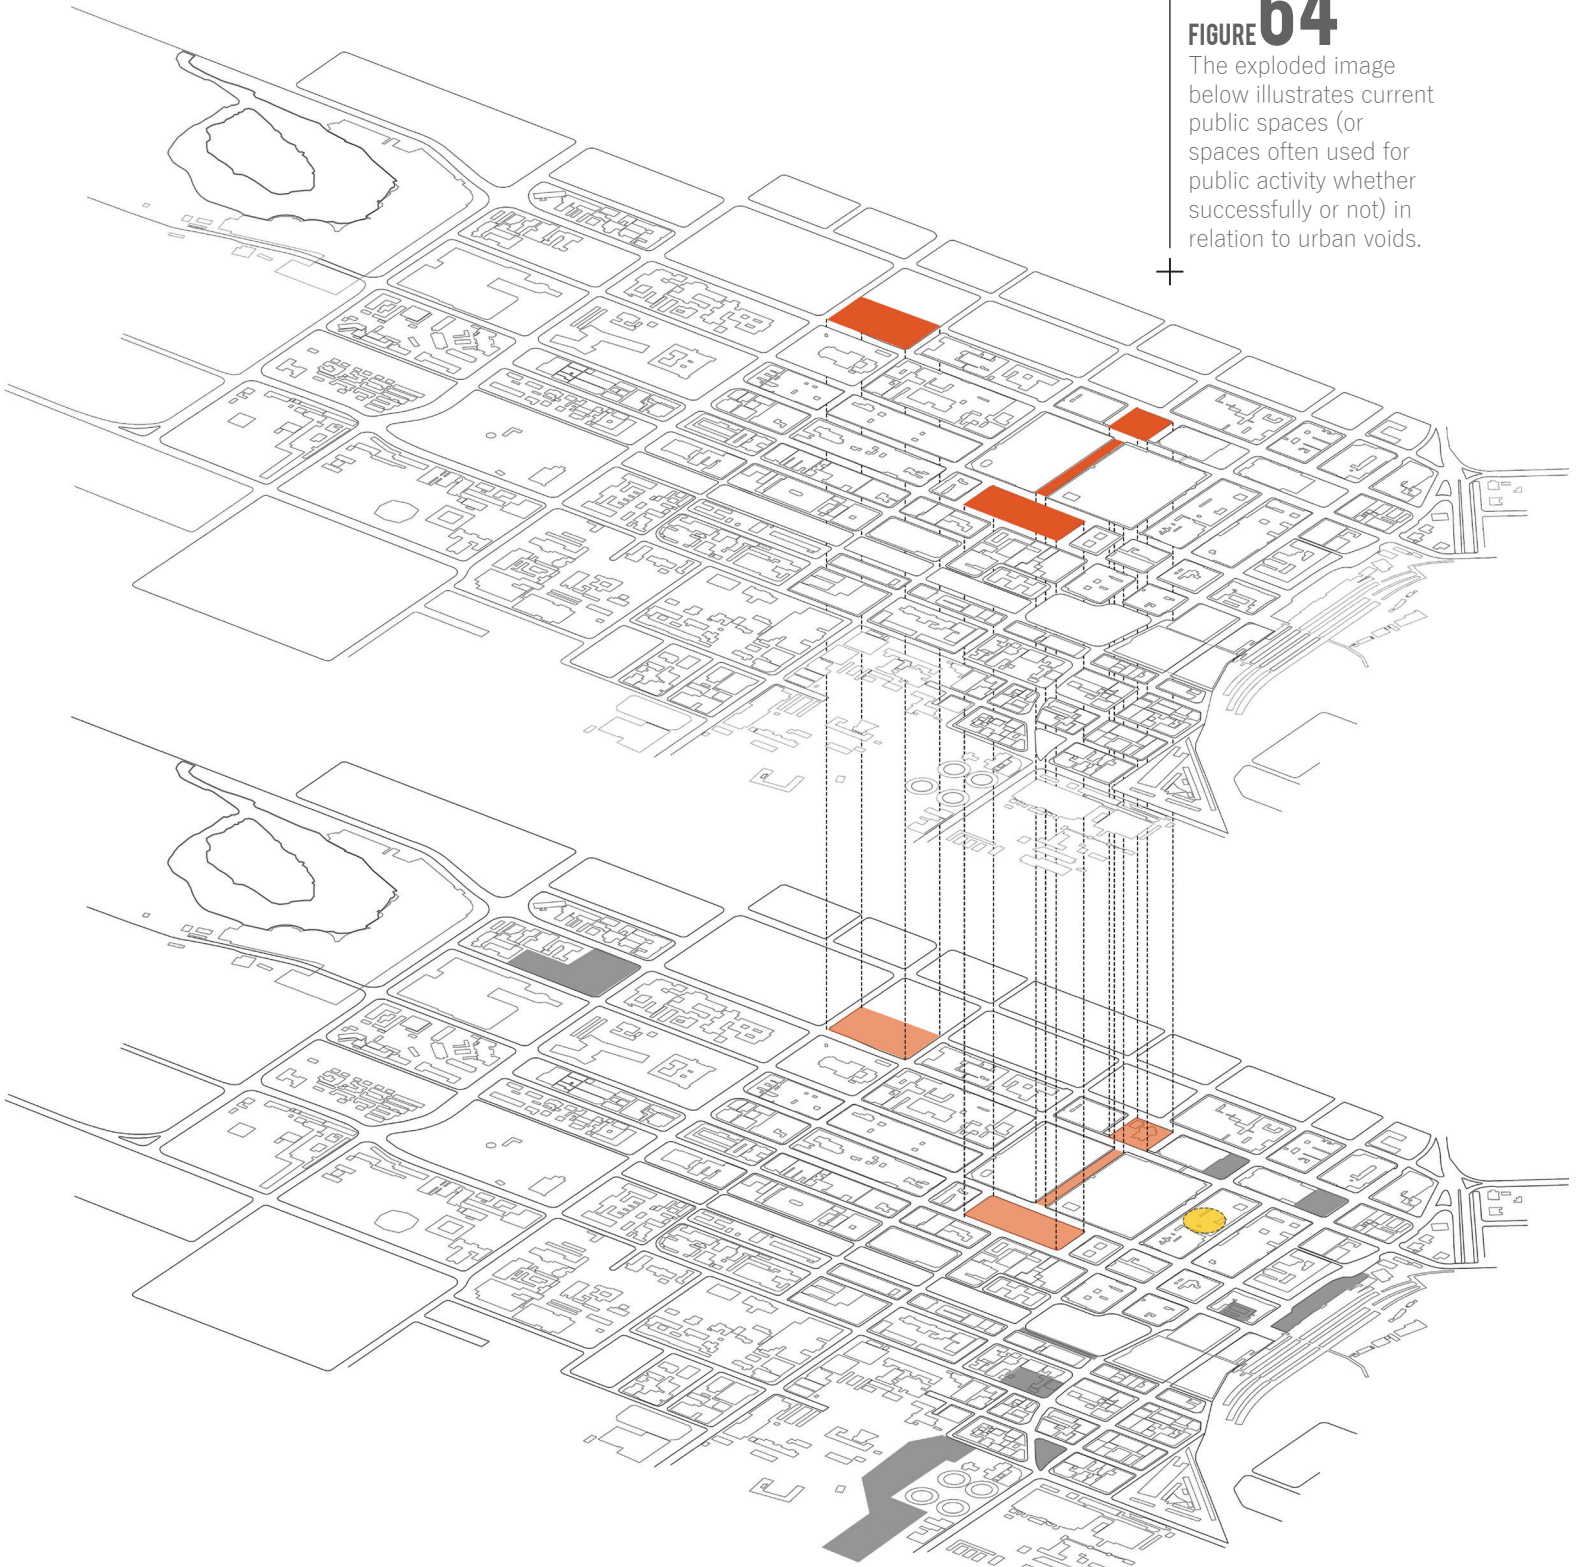 FIGURE 64
The exploded image
below illustrates current
public spaces (or
spaces often used for
public activity whether
successfully or not) in
relation to urban voids.